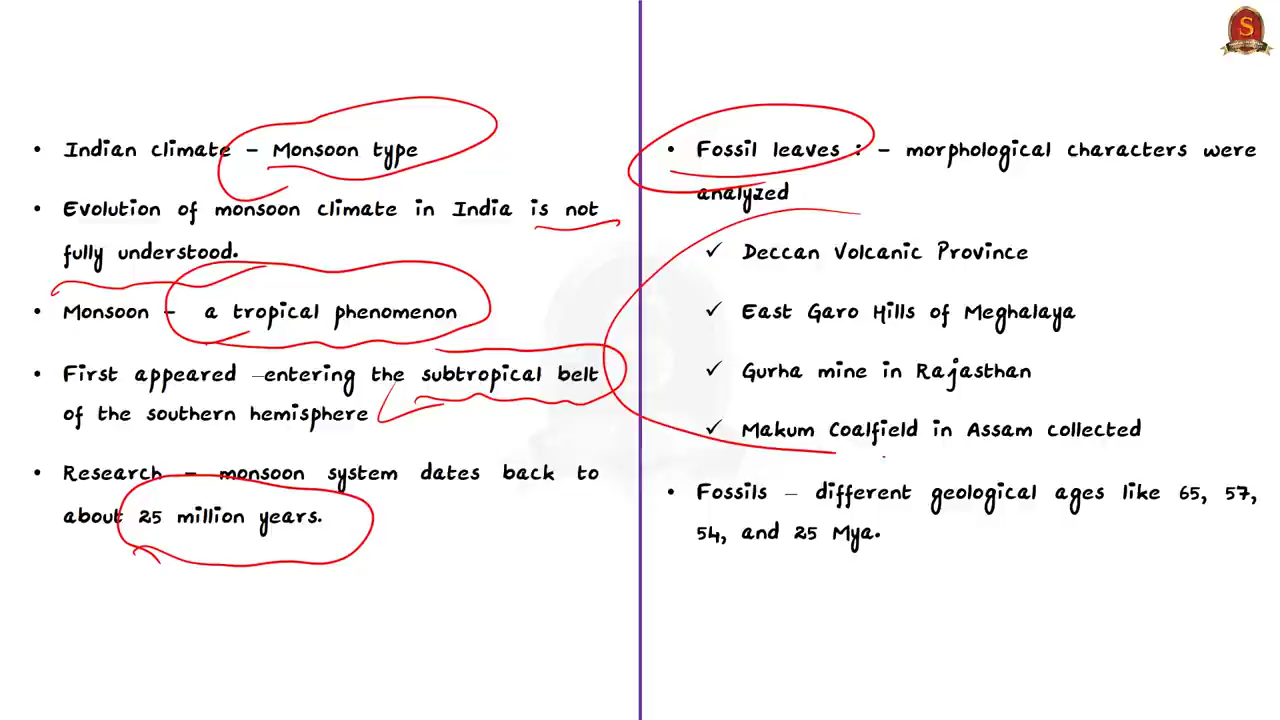 • Indian climate - Monsoon type
• Evolution of monsoon climate in India is not
fully understood.
• Monsoon - a tropical phenomenon
• First appeared –entering the subtropical belt
of the southern hemisphere
• Research - monsoon system dates back to
about 25 million years.
• Fossil leaves : - morphological characters were
analyzed
✓ Deccan Volcanic Province
✓ East Garo Hills of Meghalaya
✓ Gurha mine in Rajasthan
✓ Makum Coalfield in Assam collected
• Fossils – different geological ages like 65, 57,
54, and 25 Mya.
S